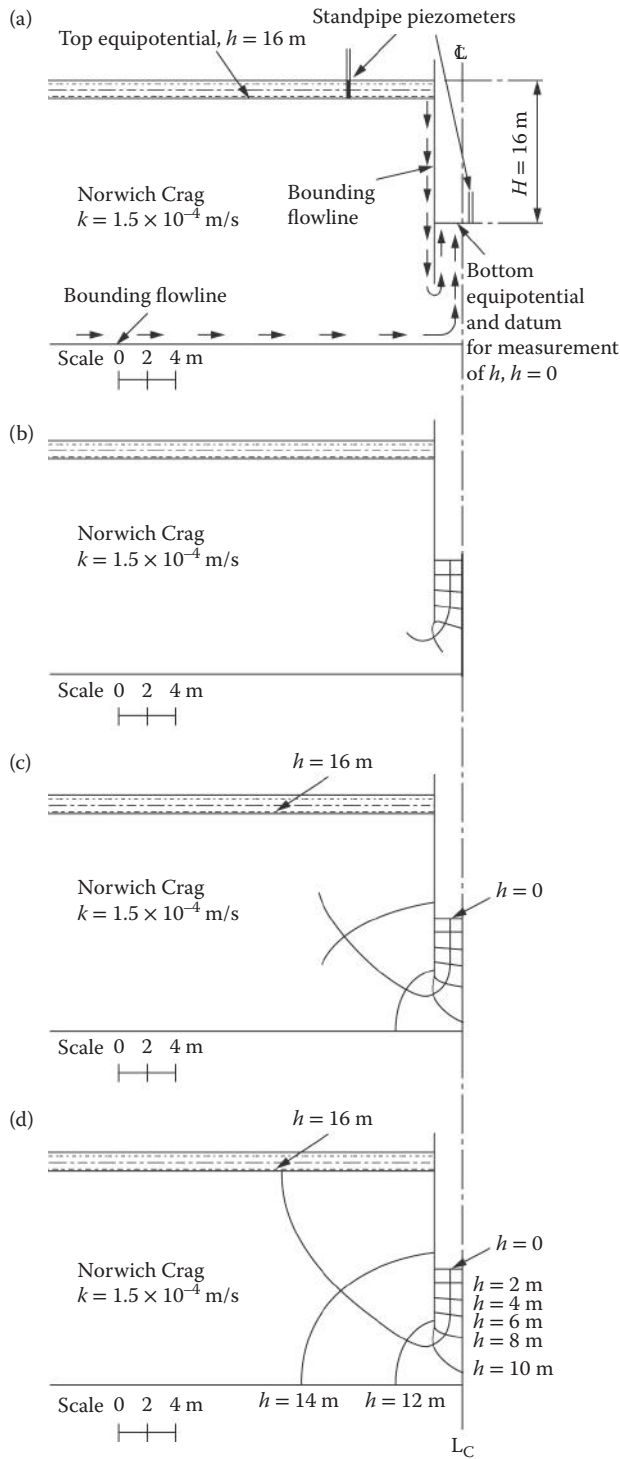 (a)
Standpipe piezometers
Top equipotential, h = 16 m
℄
H = 16 m
Norwich Crag
k = 1.5 × 10⁻⁴ m/s
Bounding
flowline
Bounding flowline
Bottom
equipotential
and datum
for measurement
of h, h = 0
Scale 0 2 4 m
(b)
Norwich Crag
k = 1.5 × 10⁻⁴ m/s
Scale 0 2 4 m
(c)
h = 16 m
Norwich Crag
k = 1.5 × 10⁻⁴ m/s
h = 0
Scale 0 2 4 m
(d)
h = 16 m
Norwich Crag
k = 1.5 × 10⁻⁴ m/s
h = 0
h = 2 m
h = 4 m
h = 6 m
h = 8 m
h = 10 m
h = 14 m
h = 12 m
Scale 0 2 4 m
L_C